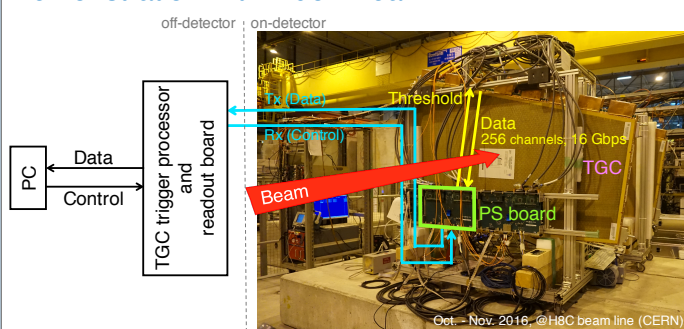 off-detector
on-detector
Tx (Data)
Rx (Control)
Threshold
Data
256 channels; 16 Gbps
TGC
Beam
PS board
PC
Data
Control
TGC trigger processor
and
readout board
Oct. - Nov. 2016, @H8C beam line (CERN)